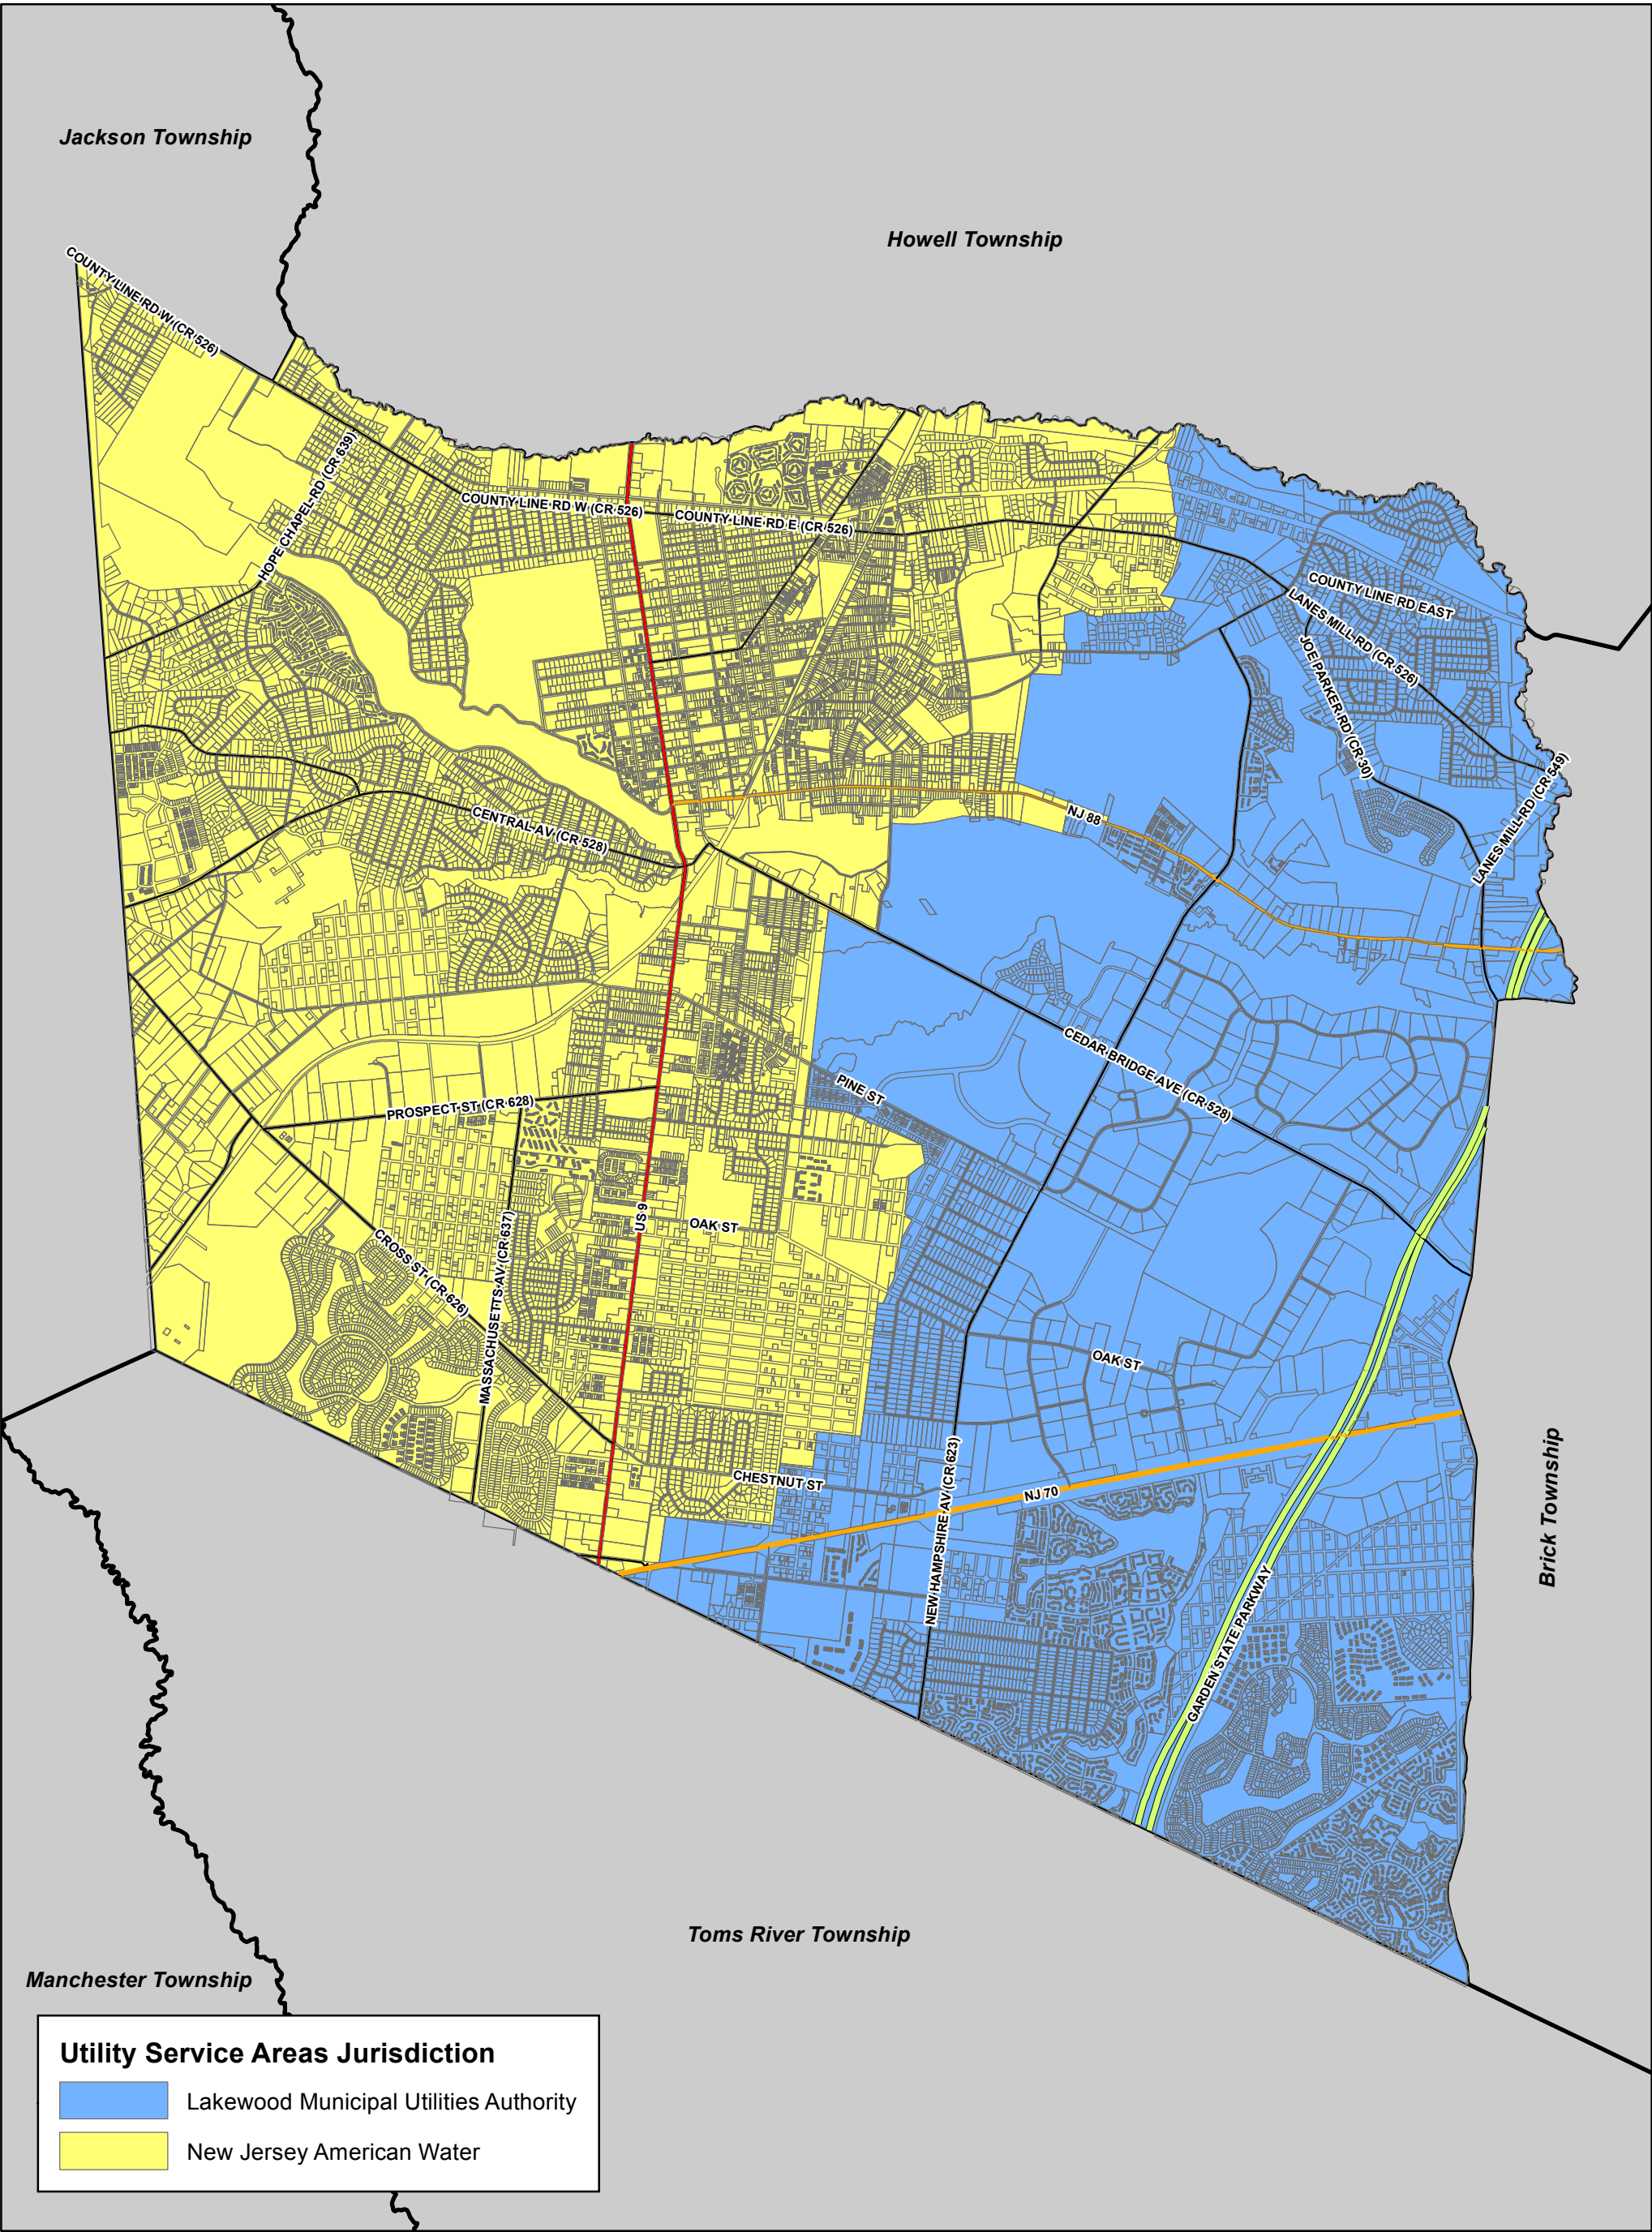 Jackson Township
Howell Township
COUNTY LINE RD W (CR 526)
HOPE CHAPEL RD (CR 639)
COUNTY LINE RD W (CR 526)
COUNTY LINE RD E (CR 526)
COUNTY LINE RD EAST
LANES MILL RD (CR 526)
JOE PARKER RD (CR 30)
LANES MILL RD (CR 549)
NJ 88
CENTRAL AV (CR 528)
CEDAR BRIDGE AVE (CR 528)
PINE ST
PROSPECT ST (CR 628)
US 9
OAK ST
CROSS ST (CR 626)
MASSACHUSETTS AV (CR 637)
OAK ST
CHESTNUT ST
NEW HAMPSHIRE AV (CR 623)
NJ 70
GARDEN STATE PARKWAY
Brick Township
Toms River Township
Manchester Township
Utility Service Areas Jurisdiction
Lakewood Municipal Utilities Authority
New Jersey American Water